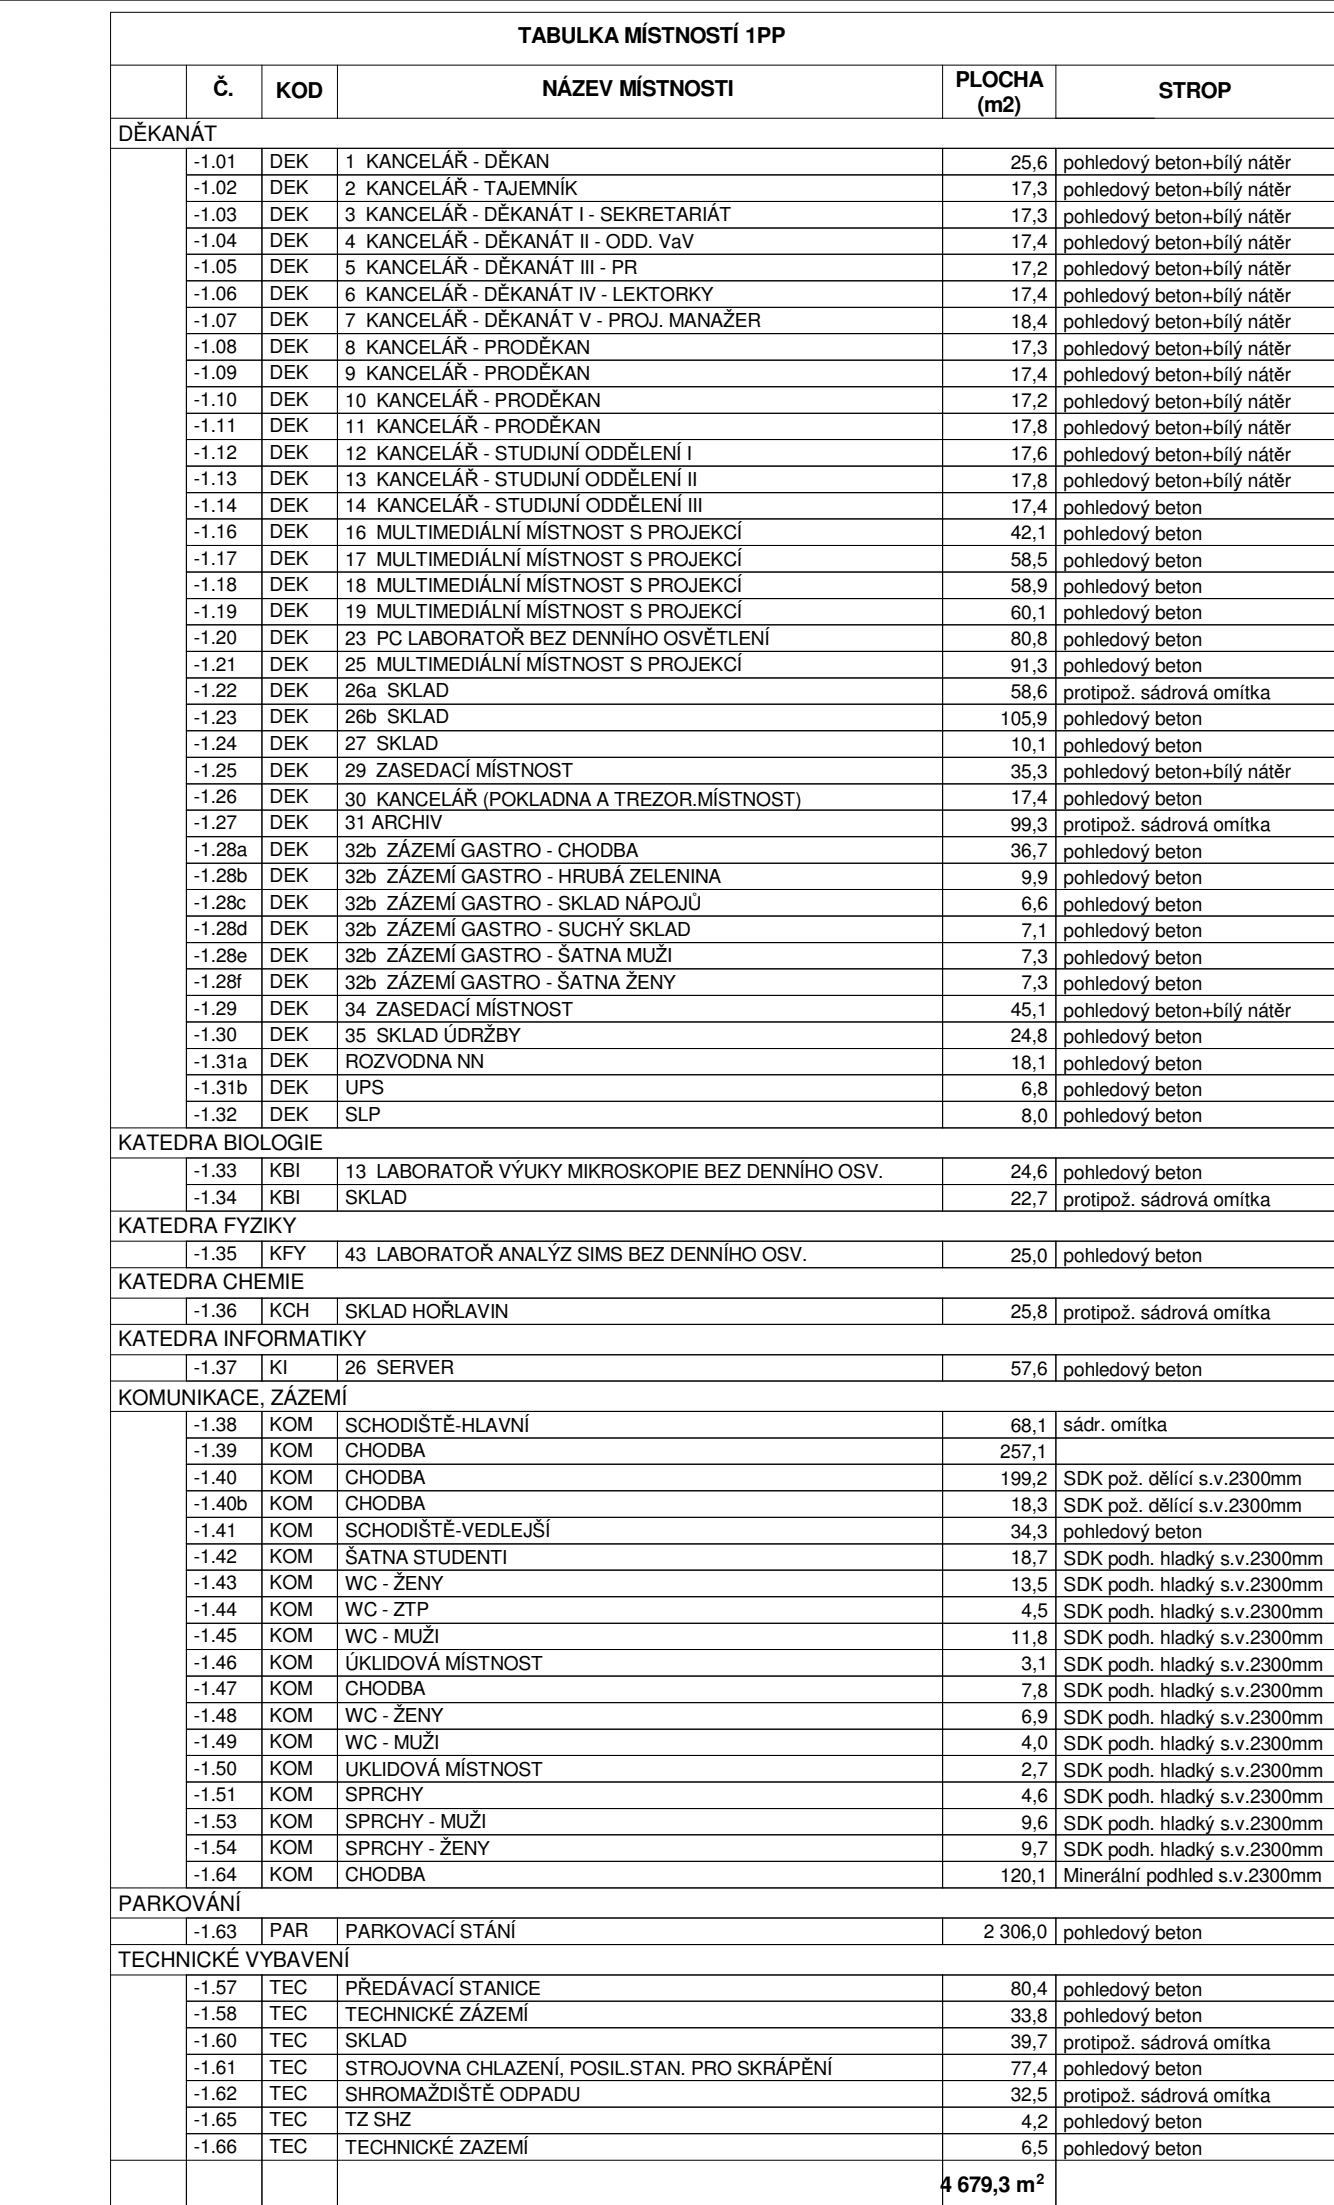 TABULKA MÍSTNOSTÍ 1PP
Č. KOD NÁZEV MÍSTNOSTI PLOCHA (m2) STROP
DĚKANÁT
-1.01 DEK 1 KANCELÁŘ - DĚKAN 25,6 pohledový beton+bílý nátěr
-1.02 DEK 2 KANCELÁŘ - TAJEMNÍK 17,3 pohledový beton+bílý nátěr
-1.03 DEK 3 KANCELÁŘ - DĚKANÁT I - SEKRETARIÁT 17,3 pohledový beton+bílý nátěr
-1.04 DEK 4 KANCELÁŘ - DĚKANÁT II - ODD. VaV 17,4 pohledový beton+bílý nátěr
-1.05 DEK 5 KANCELÁŘ - DĚKANÁT III - PR 17,2 pohledový beton+bílý nátěr
-1.06 DEK 6 KANCELÁŘ - DĚKANÁT IV - LEKTORKY 17,4 pohledový beton+bílý nátěr
-1.07 DEK 7 KANCELÁŘ - DĚKANÁT V - PROJ. MANAŽER 18,4 pohledový beton+bílý nátěr
-1.08 DEK 8 KANCELÁŘ - PRODĚKAN 17,3 pohledový beton+bílý nátěr
-1.09 DEK 9 KANCELÁŘ - PRODĚKAN 17,4 pohledový beton+bílý nátěr
-1.10 DEK 10 KANCELÁŘ - PRODĚKAN 17,2 pohledový beton+bílý nátěr
-1.11 DEK 11 KANCELÁŘ - PRODĚKAN 17,8 pohledový beton+bílý nátěr
-1.12 DEK 12 KANCELÁŘ - STUDIJNÍ ODDĚLENÍ I 17,6 pohledový beton+bílý nátěr
-1.13 DEK 13 KANCELÁŘ - STUDIJNÍ ODDĚLENÍ II 17,8 pohledový beton+bílý nátěr
-1.14 DEK 14 KANCELÁŘ - STUDIJNÍ ODDĚLENÍ III 17,4 pohledový beton
-1.16 DEK 16 MULTIMEDIÁLNÍ MÍSTNOST S PROJEKCÍ 42,1 pohledový beton
-1.17 DEK 17 MULTIMEDIÁLNÍ MÍSTNOST S PROJEKCÍ 58,5 pohledový beton
-1.18 DEK 18 MULTIMEDIÁLNÍ MÍSTNOST S PROJEKCÍ 58,9 pohledový beton
-1.19 DEK 19 MULTIMEDIÁLNÍ MÍSTNOST S PROJEKCÍ 60,1 pohledový beton
-1.20 DEK 23 PC LABORATOŘ BEZ DENNÍHO OSVĚTLENÍ 80,8 pohledový beton
-1.21 DEK 25 MULTIMEDIÁLNÍ MÍSTNOST S PROJEKCÍ 91,3 pohledový beton
-1.22 DEK 26a SKLAD 58,6 protipož. sádrová omítka
-1.23 DEK 26b SKLAD 105,9 pohledový beton
-1.24 DEK 27 SKLAD 10,1 pohledový beton
-1.25 DEK 29 ZASEDACÍ MÍSTNOST 35,3 pohledový beton+bílý nátěr
-1.26 DEK 30 KANCELÁŘ (POKLADNA A TREZOR.MÍSTNOST) 17,4 pohledový beton
-1.27 DEK 31 ARCHIV 99,3 protipož. sádrová omítka
-1.28a DEK 32b ZÁZEMÍ GASTRO - CHODBA 36,7 pohledový beton
-1.28b DEK 32b ZÁZEMÍ GASTRO - HRUBÁ ZELENINA 9,9 pohledový beton
-1.28c DEK 32b ZÁZEMÍ GASTRO - SKLAD NÁPOJŮ 6,6 pohledový beton
-1.28d DEK 32b ZÁZEMÍ GASTRO - SUCHÝ SKLAD 7,1 pohledový beton
-1.28e DEK 32b ZÁZEMÍ GASTRO - ŠATNA MUŽI 7,3 pohledový beton
-1.28f DEK 32b ZÁZEMÍ GASTRO - ŠATNA ŽENY 7,3 pohledový beton
-1.29 DEK 34 ZASEDACÍ MÍSTNOST 45,1 pohledový beton+bílý nátěr
-1.30 DEK 35 SKLAD ÚDRŽBY 24,8 pohledový beton
-1.31a DEK ROZVODNA NN 18,1 pohledový beton
-1.31b DEK UPS 6,8 pohledový beton
-1.32 DEK SLP 8,0 pohledový beton
KATEDRA BIOLOGIE
-1.33 KBI 13 LABORATOŘ VÝUKY MIKROSKOPIE BEZ DENNÍHO OSV. 24,6 pohledový beton
-1.34 KBI SKLAD 22,7 protipož. sádrová omítka
KATEDRA FYZIKY
-1.35 KFY 43 LABORATOŘ ANALÝZ SIMS BEZ DENNÍHO OSV. 25,0 pohledový beton
KATEDRA CHEMIE
-1.36 KCH SKLAD HOŘLAVIN 25,8 protipož. sádrová omítka
KATEDRA INFORMATIKY
-1.37 KI 26 SERVER 57,6 pohledový beton
KOMUNIKACE, ZÁZEMÍ
-1.38 KOM SCHODIŠTĚ-HLAVNÍ 68,1 sádr. omítka
-1.39 KOM CHODBA 257,1
-1.40 KOM CHODBA 199,2 SDK pož. dělící s.v.2300mm
-1.40b KOM CHODBA 18,3 SDK pož. dělící s.v.2300mm
-1.41 KOM SCHODIŠTĚ-VEDLEJŠÍ 34,3 pohledový beton
-1.42 KOM ŠATNA STUDENTI 18,7 SDK podh. hladký s.v.2300mm
-1.43 KOM WC - ŽENY 13,5 SDK podh. hladký s.v.2300mm
-1.44 KOM WC - ZTP 4,5 SDK podh. hladký s.v.2300mm
-1.45 KOM WC - MUŽI 11,8 SDK podh. hladký s.v.2300mm
-1.46 KOM ÚKLIDOVÁ MÍSTNOST 3,1 SDK podh. hladký s.v.2300mm
-1.47 KOM CHODBA 7,8 SDK podh. hladký s.v.2300mm
-1.48 KOM WC - ŽENY 6,9 SDK podh. hladký s.v.2300mm
-1.49 KOM WC - MUŽI 4,0 SDK podh. hladký s.v.2300mm
-1.50 KOM UKLIDOVÁ MÍSTNOST 2,7 SDK podh. hladký s.v.2300mm
-1.51 KOM SPRCHY 4,6 SDK podh. hladký s.v.2300mm
-1.53 KOM SPRCHY - MUŽI 9,6 SDK podh. hladký s.v.2300mm
-1.54 KOM SPRCHY - ŽENY 9,7 SDK podh. hladký s.v.2300mm
-1.64 KOM CHODBA 120,1 Minerální podhled s.v.2300mm
PARKOVÁNÍ
-1.63 PAR PARKOVACÍ STÁNÍ 2 306,0 pohledový beton
TECHNICKÉ VYBAVENÍ
-1.57 TEC PŘEDÁVACÍ STANICE 80,4 pohledový beton
-1.58 TEC TECHNICKÉ ZÁZEMÍ 33,8 pohledový beton
-1.60 TEC SKLAD 39,7 protipož. sádrová omítka
-1.61 TEC STROJOVNA CHLAZENÍ, POSIL.STAN. PRO SKRÁPĚNÍ 77,4 pohledový beton
-1.62 TEC SHROMAŽDIŠTĚ ODPADU 32,5 protipož. sádrová omítka
-1.65 TEC TZ SHZ 4,2 pohledový beton
-1.66 TEC TECHNICKÉ ZAZEMÍ 6,5 pohledový beton
4 679,3 m²